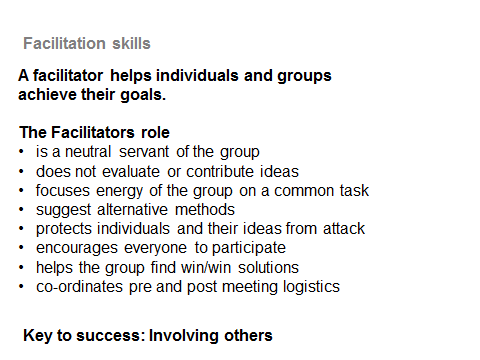 Facilitation skills
A facilitator helps individuals and groups
achieve their goals.
The Facilitators role
• is a neutral servant of the group
• does not evaluate or contribute ideas
• focuses energy of the group on a common task
• suggest alternative methods
• protects individuals and their ideas from attack
• encourages everyone to participate
• helps the group find win/win solutions
• co-ordinates pre and post meeting logistics
Key to success: Involving others